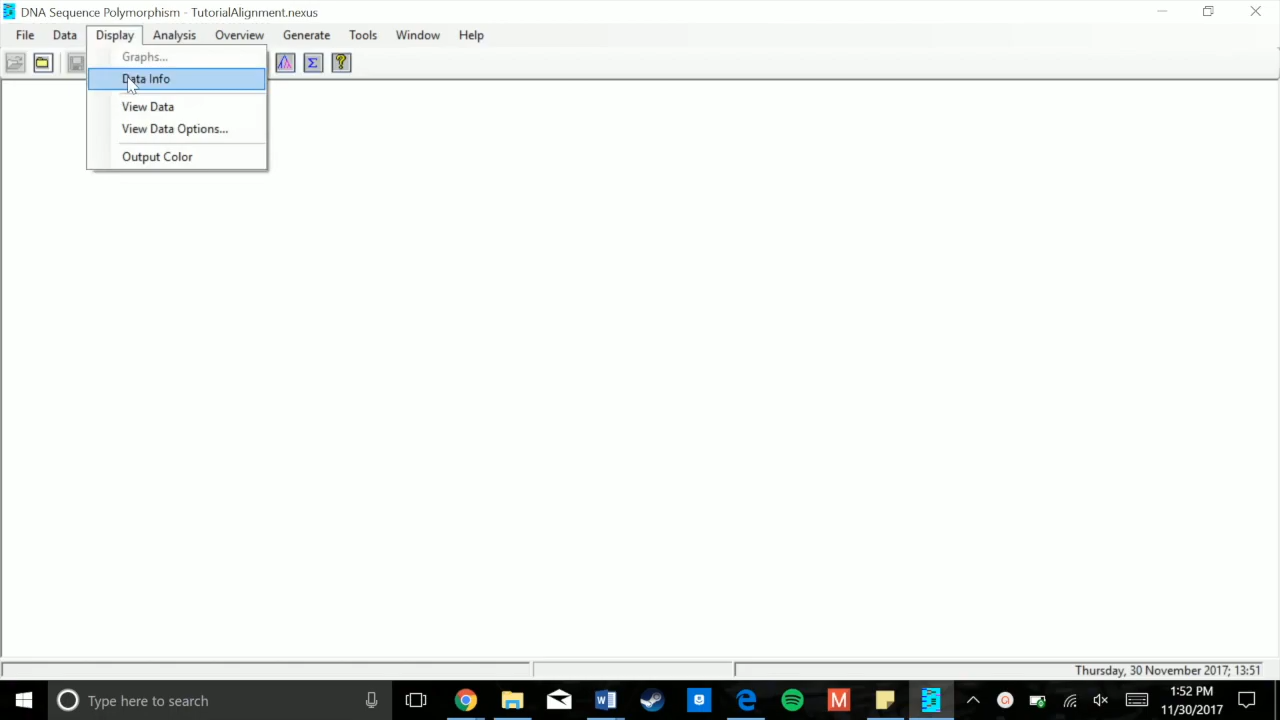 DNA Sequence Polymorphism - TutorialAlignment.nexus
File Data Display Analysis Overview Generate Tools Window Help
Graphs...
Data Info
View Data
View Data Options...
Output Color
Thursday, 30 November 2017; 13:51
Type here to search
1:52 PM
11/30/2017